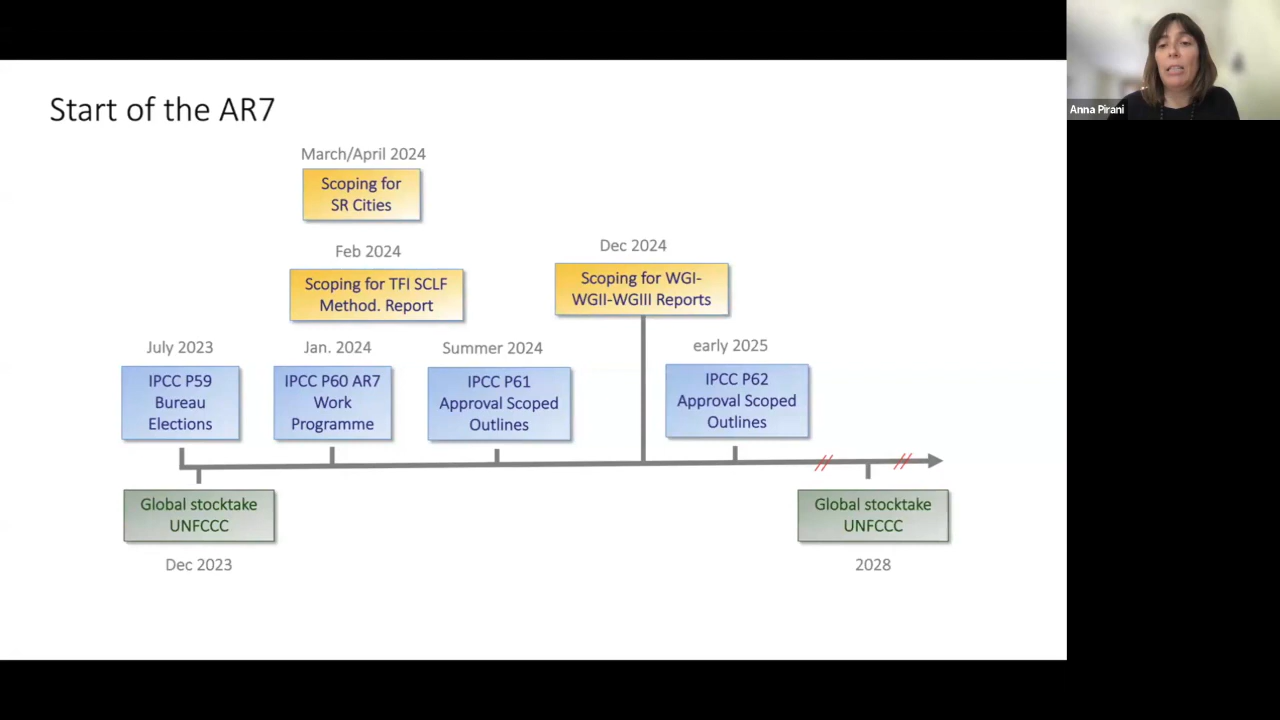 Start of the AR7
March/April 2024
Scoping for
SR Cities
Feb 2024
Scoping for TFI SCLF
Method. Report
Dec 2024
Scoping for WGI-
WGII-WGIII Reports
July 2023
IPCC P59
Bureau
Elections
Jan. 2024
IPCC P60 AR7
Work
Programme
Summer 2024
IPCC P61
Approval Scoped
Outlines
early 2025
IPCC P62
Approval Scoped
Outlines
Global stocktake
UNFCCC
Dec 2023
Global stocktake
UNFCCC
2028
Anna Pirani